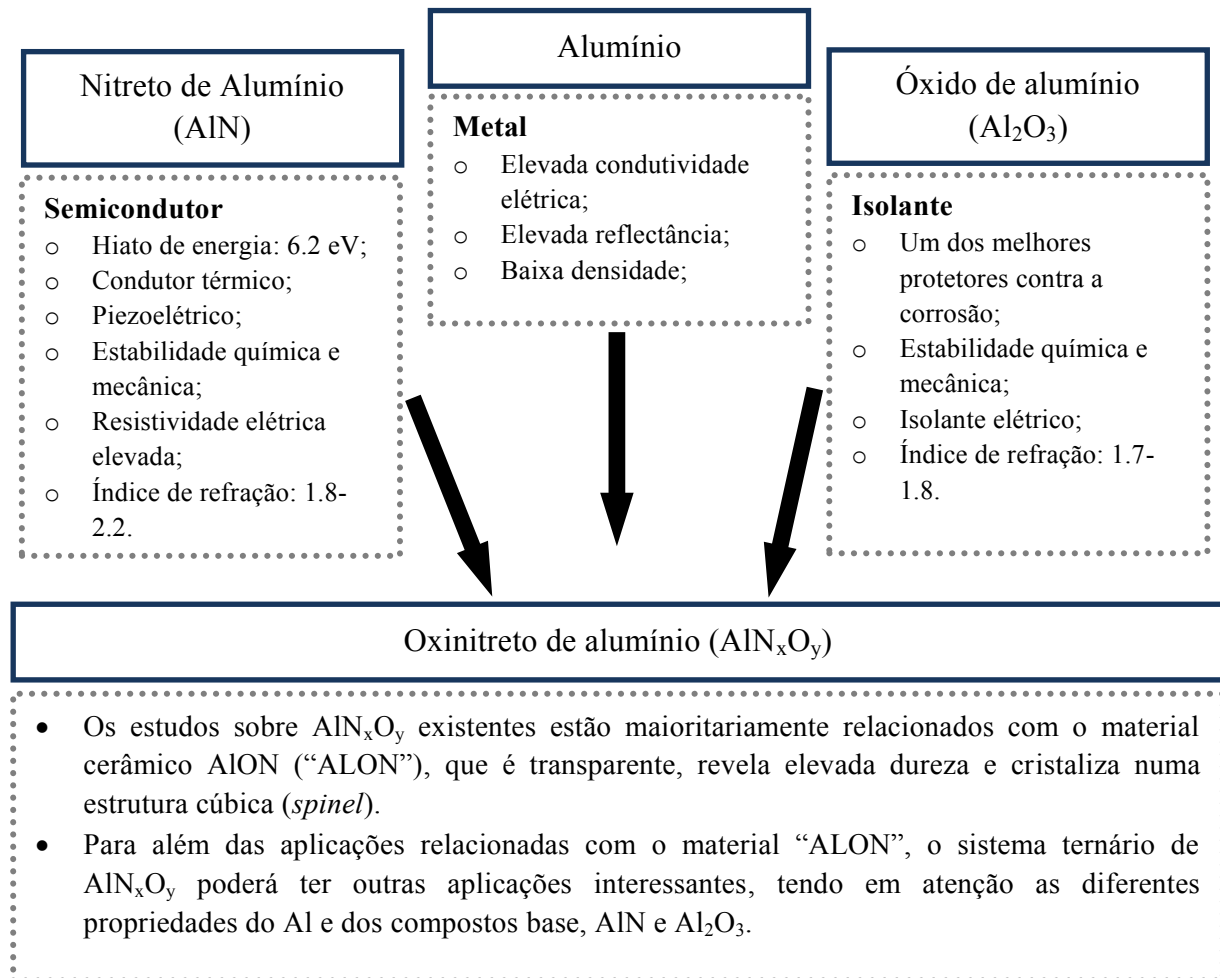 Nitreto de Alumínio
(AlN)
Semicondutor
o Hiato de energia: 6.2 eV;
o Condutor térmico;
o Piezoelétrico;
o Estabilidade química e
mecânica;
o Resistividade elétrica
elevada;
o Índice de refração: 1.8-
2.2.
Alumínio
Metal
o Elevada condutividade
elétrica;
o Elevada reflectância;
o Baixa densidade;
Óxido de alumínio
(Al₂O₃)
Isolante
o Um dos melhores
protetores contra a
corrosão;
o Estabilidade química e
mecânica;
o Isolante elétrico;
o Índice de refração: 1.7-
1.8.
Oxinitreto de alumínio (AlNₓOᵧ)
• Os estudos sobre AlNₓOᵧ existentes estão maioritariamente relacionados com o material
cerâmico AlON (“ALON”), que é transparente, revela elevada dureza e cristaliza numa
estrutura cúbica (spinel).
• Para além das aplicações relacionadas com o material “ALON”, o sistema ternário de
AlNₓOᵧ poderá ter outras aplicações interessantes, tendo em atenção as diferentes
propriedades do Al e dos compostos base, AlN e Al₂O₃.